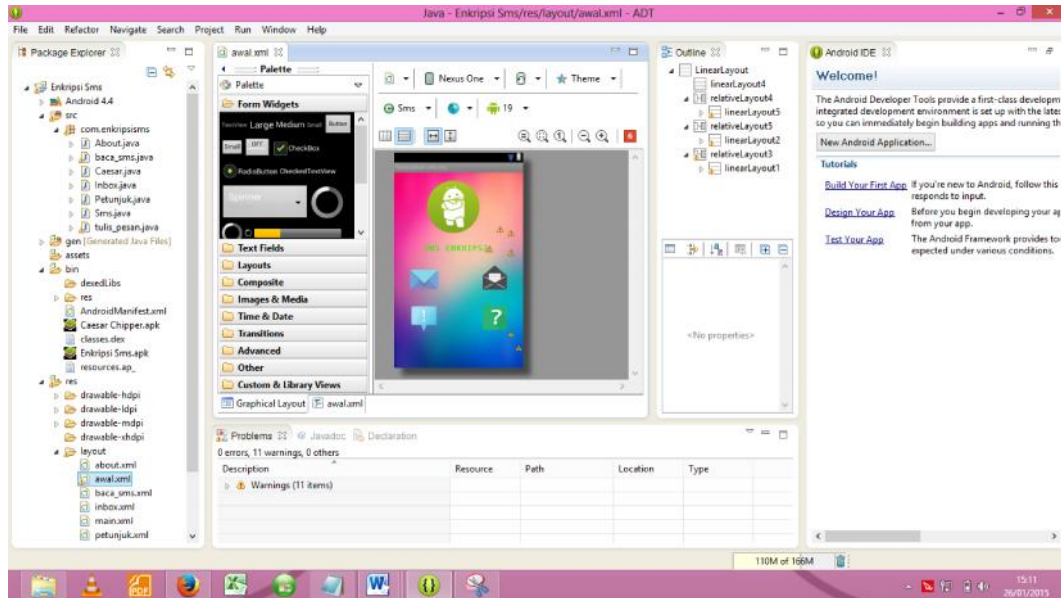 Java - Enkripsi Sms/res/layout/awal.xml - ADT
File Edit Refactor Navigate Search Project Run Window Help
Package Explorer
Enkripsi Sms
Android 4.4
src
com.enkripsisms
About.java
baca_sms.java
Caesar.java
Inbox.java
Petunjuk.java
Sms.java
tulis_pesan.java
gen [Generated Java Files]
assets
bin
dexedLibs
res
AndroidManifest.xml
Caesar Chipper.apk
classes.dex
Enkripsi Sms.apk
resources.ap_
res
drawable-hdpi
drawable-ldpi
drawable-mdpi
drawable-xhdpi
layout
about.xml
awal.xml
baca_sms.xml
inbox.xml
main.xml
petunjuk.xml
awal.xml
Palette
Palette
Form Widgets
TextView Large Medium Small Button
Small OFF CheckBox
RadioButton CheckedTextView
Spinner
Text Fields
Layouts
Composite
Images & Media
Time & Date
Transitions
Advanced
Other
Custom & Library Views
Graphical Layout awal.xml
Nexus One Theme
Sms 19
6
SMS ENKRIPSI
Outline
LinearLayout
linearLayout4
relativeLayout4
linearLayout5
relativeLayout5
linearLayout2
relativeLayout3
linearLayout1
<No properties>
Android IDE
Welcome!
The Android Developer Tools provide a first-class developm
integrated development environment is set up with the lates
so you can immediately begin building apps and running th
New Android Application...
Tutorials
Build Your First App If you're new to Android, follow this
responds to input.
Design Your App Before you begin developing your ap
from your app.
Test Your App The Android Framework provides to
expected under various conditions.
Problems Javadoc Declaration
0 errors, 11 warnings, 0 others
Description Resource Path Location Type
Warnings (11 items)
110M of 166M
15:11
26/01/2015